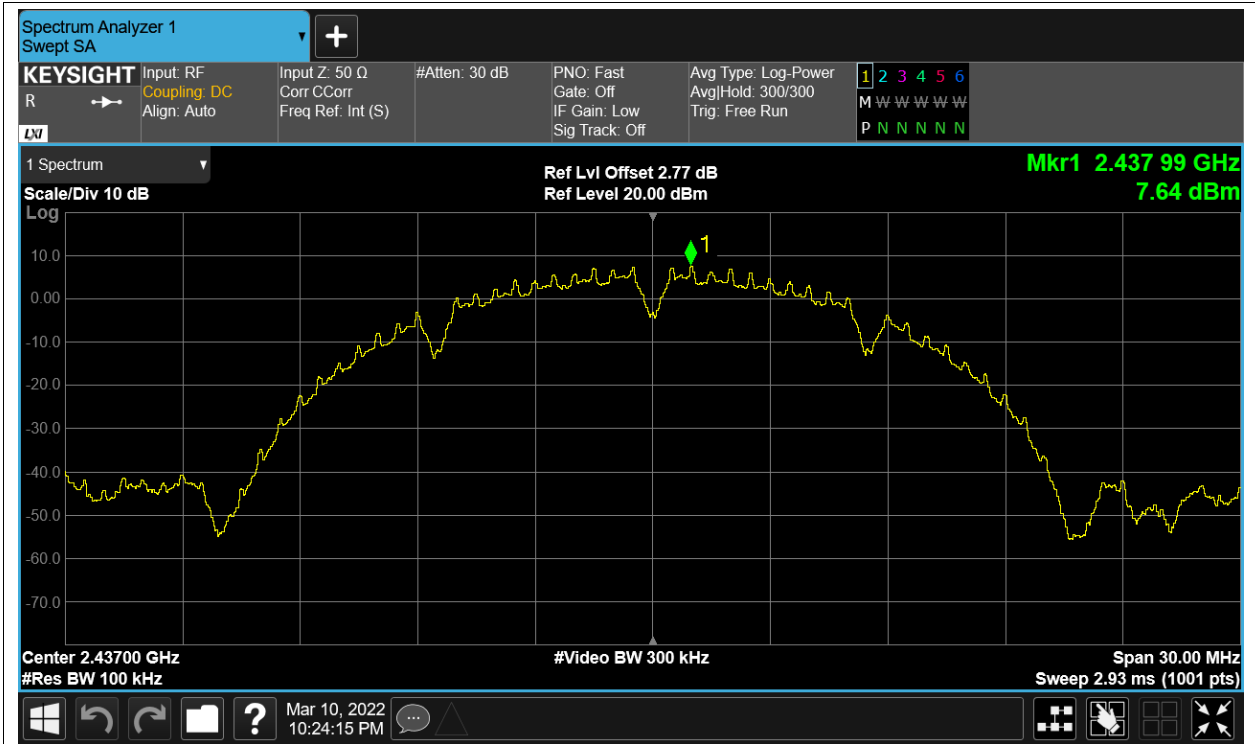 Spectrum Analyzer 1
Swept SA
+
KEYSIGHT
R
LXI
Input: RF
Coupling: DC
Align: Auto
Input Z: 50 Ω
Corr CCorr
Freq Ref: Int (S)
#Atten: 30 dB
PNO: Fast
Gate: Off
IF Gain: Low
Sig Track: Off
Avg Type: Log-Power
Avg|Hold: 300/300
Trig: Free Run
1 2 3 4 5 6
M W W W W W
P N N N N N
1 Spectrum
Scale/Div 10 dB
Log
Ref Lvl Offset 2.77 dB
Ref Level 20.00 dBm
Mkr1 2.437 99 GHz
7.64 dBm
1
10.0
0.00
-10.0
-20.0
-30.0
-40.0
-50.0
-60.0
-70.0
Center 2.43700 GHz
#Res BW 100 kHz
#Video BW 300 kHz
Span 30.00 MHz
Sweep 2.93 ms (1001 pts)
?
Mar 10, 2022
10:24:15 PM